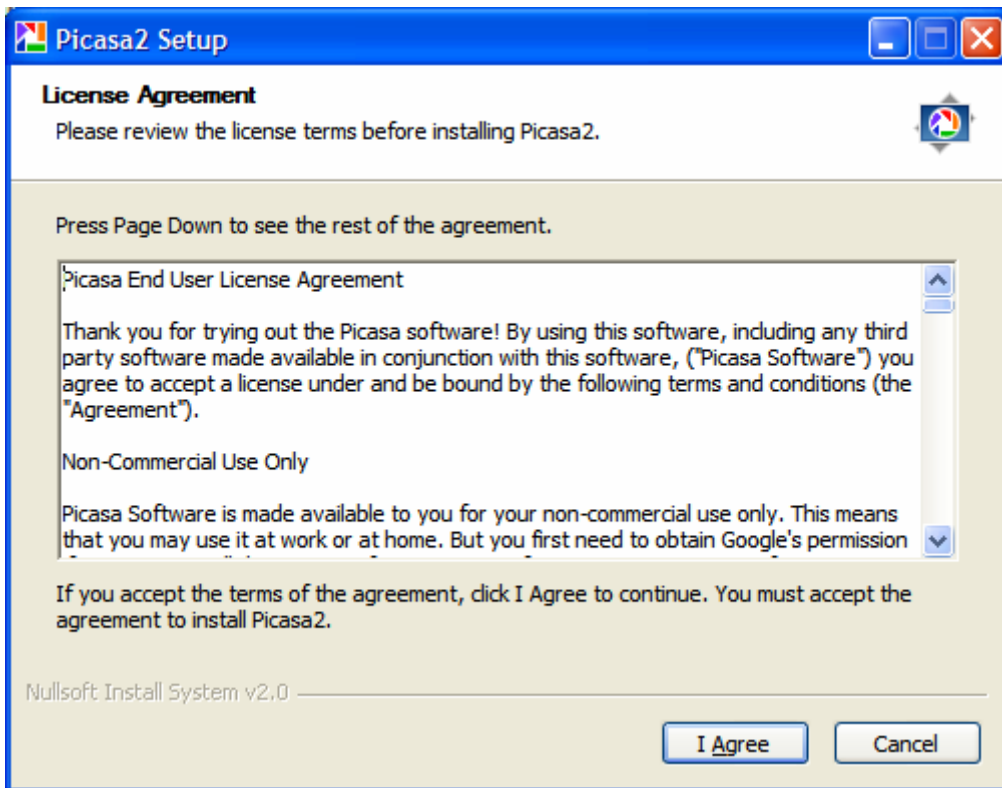 Picasa2 Setup
License Agreement
Please review the license terms before installing Picasa2.
Press Page Down to see the rest of the agreement.
Picasa End User License Agreement
Thank you for trying out the Picasa software! By using this software, including any third
party software made available in conjunction with this software, ("Picasa Software") you
agree to accept a license under and be bound by the following terms and conditions (the
"Agreement").
Non-Commercial Use Only
Picasa Software is made available to you for your non-commercial use only. This means
that you may use it at work or at home. But you first need to obtain Google's permission
If you accept the terms of the agreement, click I Agree to continue. You must accept the
agreement to install Picasa2.
Nullsoft Install System v2.0
I Agree
Cancel